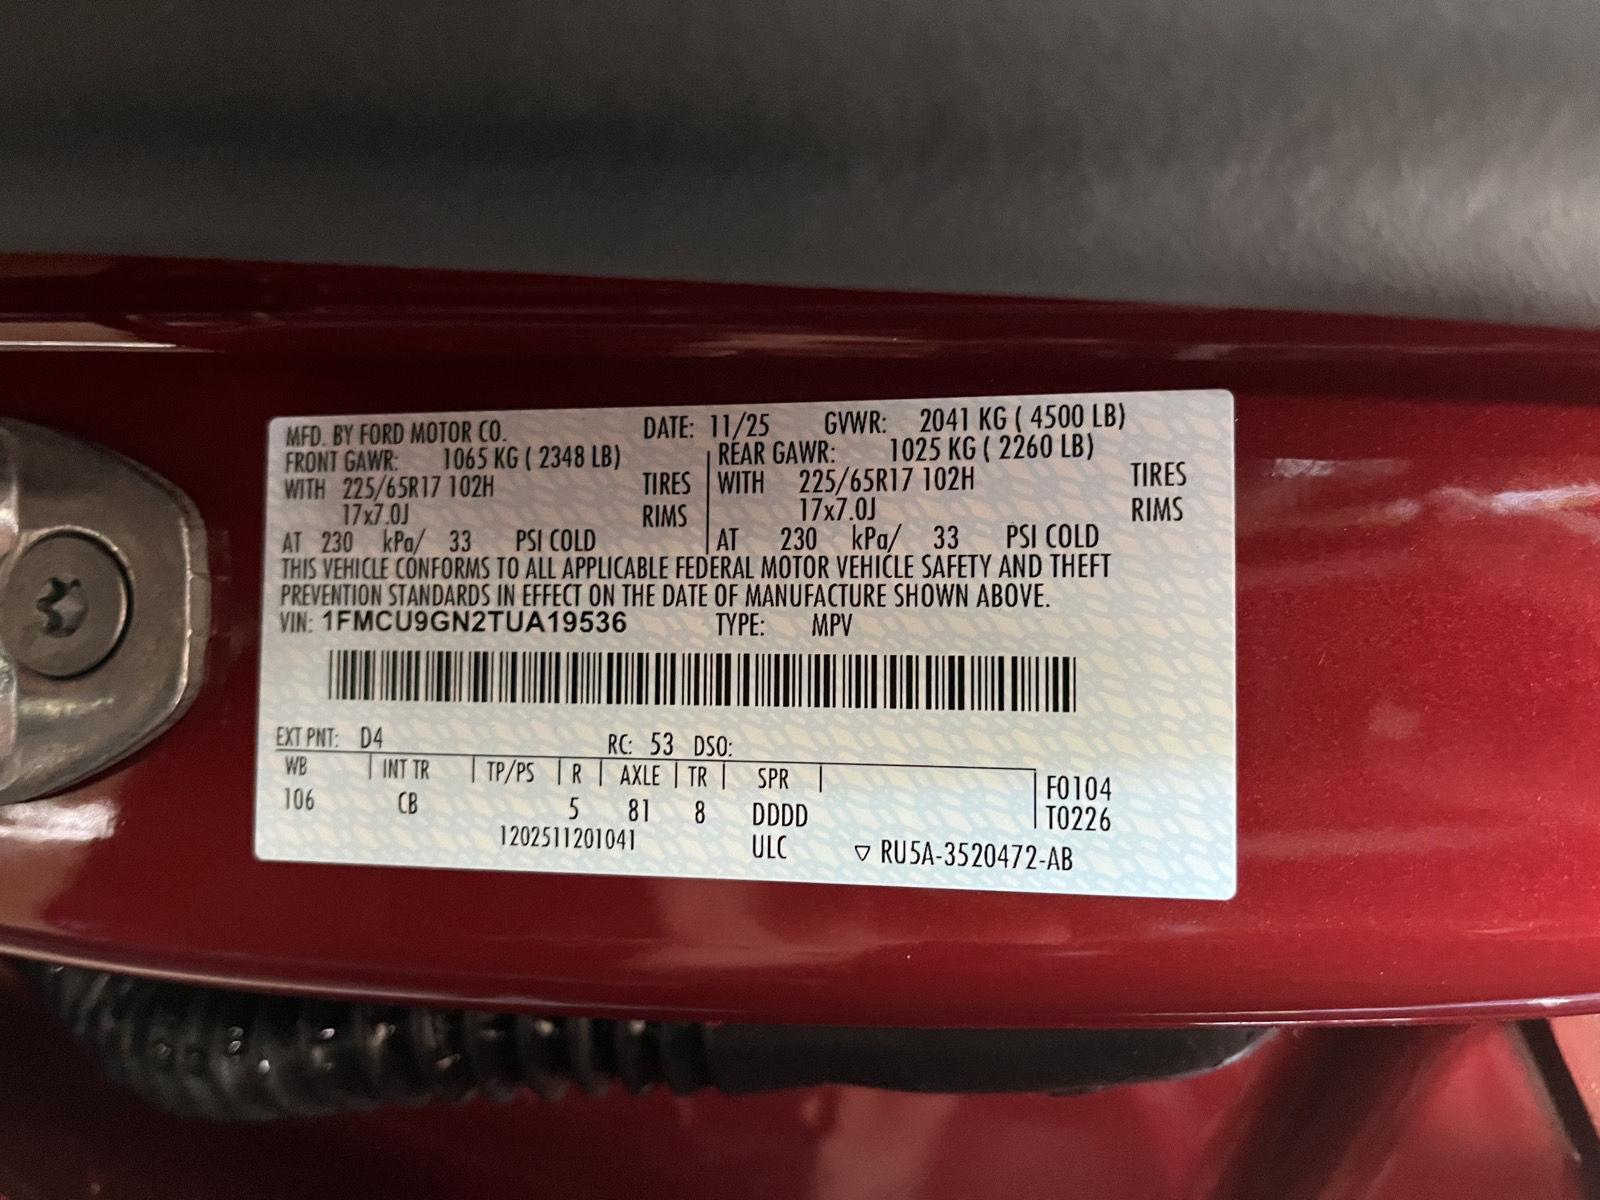 MFD. BY FORD MOTOR CO. DATE: 11/25 GVWR: 2041 KG ( 4500 LB)
FRONT GAWR: 1065 KG ( 2348 LB) REAR GAWR: 1025 KG ( 2260 LB)
WITH 225/65R17 102H TIRES WITH 225/65R17 102H TIRES
17x7.0J RIMS 17x7.0J RIMS
AT 230 kPa/ 33 PSI COLD AT 230 kPa/ 33 PSI COLD
THIS VEHICLE CONFORMS TO ALL APPLICABLE FEDERAL MOTOR VEHICLE SAFETY AND THEFT
PREVENTION STANDARDS IN EFFECT ON THE DATE OF MANUFACTURE SHOWN ABOVE.
VIN: 1FMCU9GN2TUA19536 TYPE: MPV
EXT PNT: D4 RC: 53 DSO:
WB INT TR TP/PS R AXLE TR SPR F0104
106 CB 5 81 8 DDDD T0226
1202511201041 ULC ▽ RU5A-3520472-AB